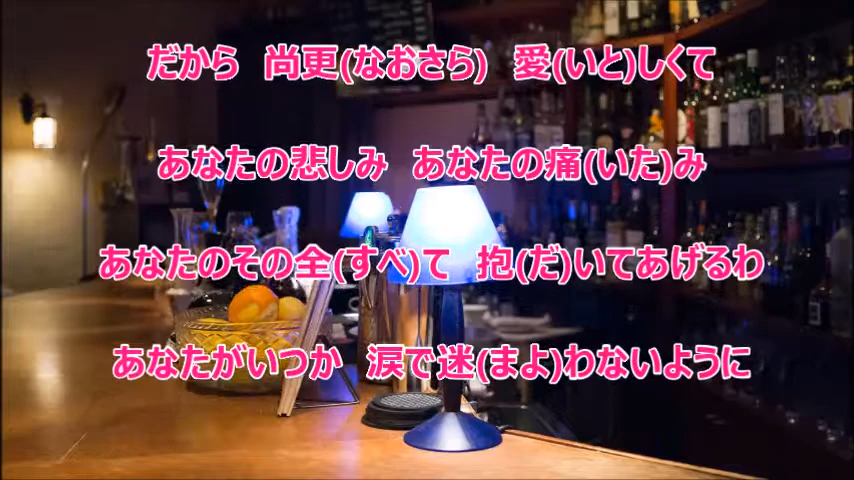 だから　尚更(なおさら)　愛(いと)しくて
あなたの悲しみ　あなたの痛(いた)み
あなたのその全(すべ)て　抱(だ)いてあげるわ
あなたがいつか　涙で迷(まよ)わないように